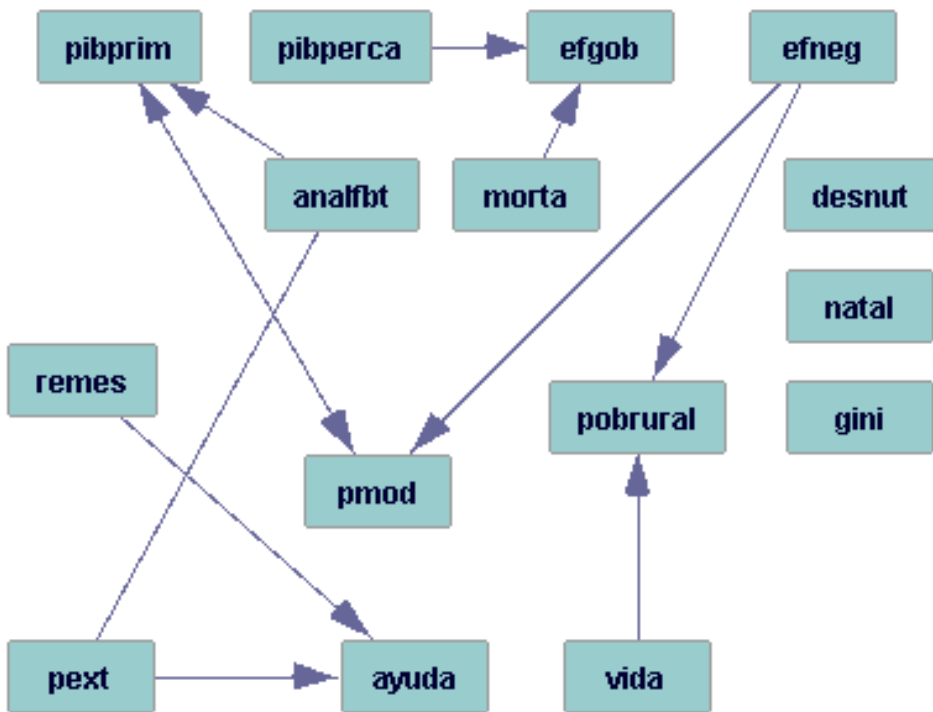 pibprim
pibperca
efgob
efneg
analfbt
morta
desnut
natal
remes
pobrural
gini
pmod
pext
ayuda
vida